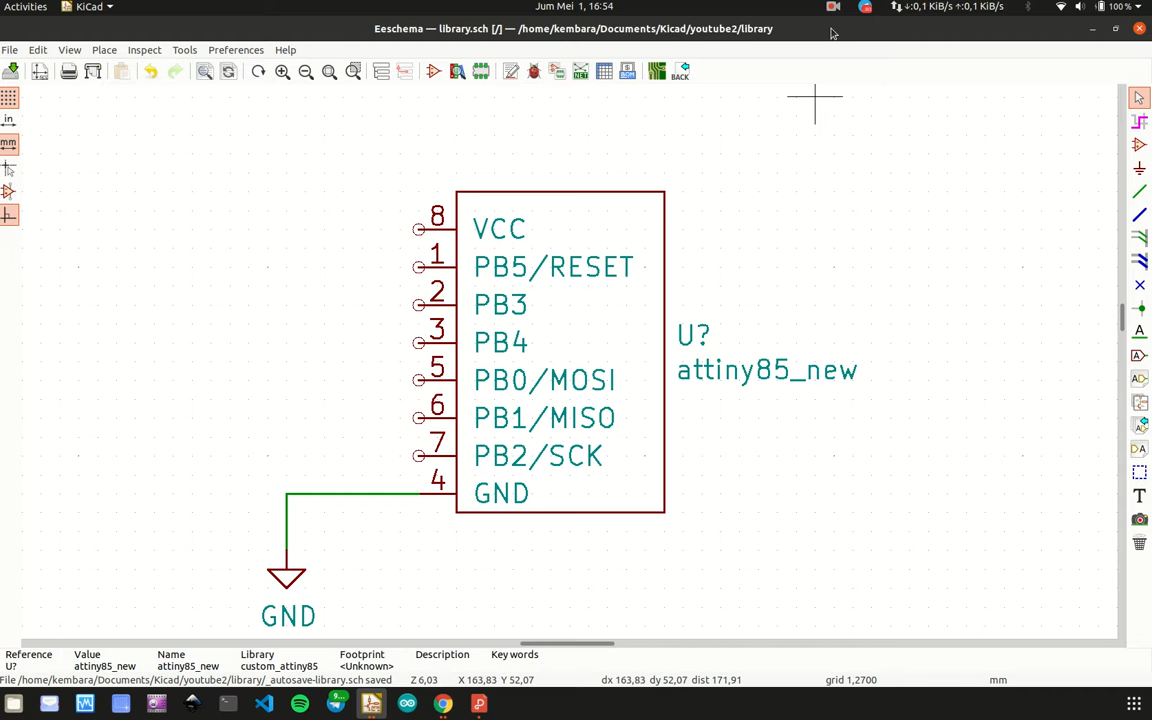 Activities KiCad Jum Mei 1, 16:54 ↓:0,1 KiB/s ↑:0,1 KiB/s 100 %
Eeschema — library.sch [/] — /home/kembara/Documents/Kicad/youtube2/library
File Edit View Place Inspect Tools Preferences Help
NET BOM BACK
in
mm
8 VCC
1 PB5/RESET
2 PB3
3 PB4
5 PB0/MOSI
6 PB1/MISO
7 PB2/SCK
4 GND
U?
attiny85_new
GND
A
A
AD
DA
T
Reference Value Name Library Footprint Description Key words
U? attiny85_new attiny85_new custom_attiny85 <Unknown>
File /home/kembara/Documents/Kicad/youtube2/library/_autosave-library.sch saved Z 6,03 X 163,83 Y 52,07 dx 163,83 dy 52,07 dist 171,91 grid 1,2700 mm